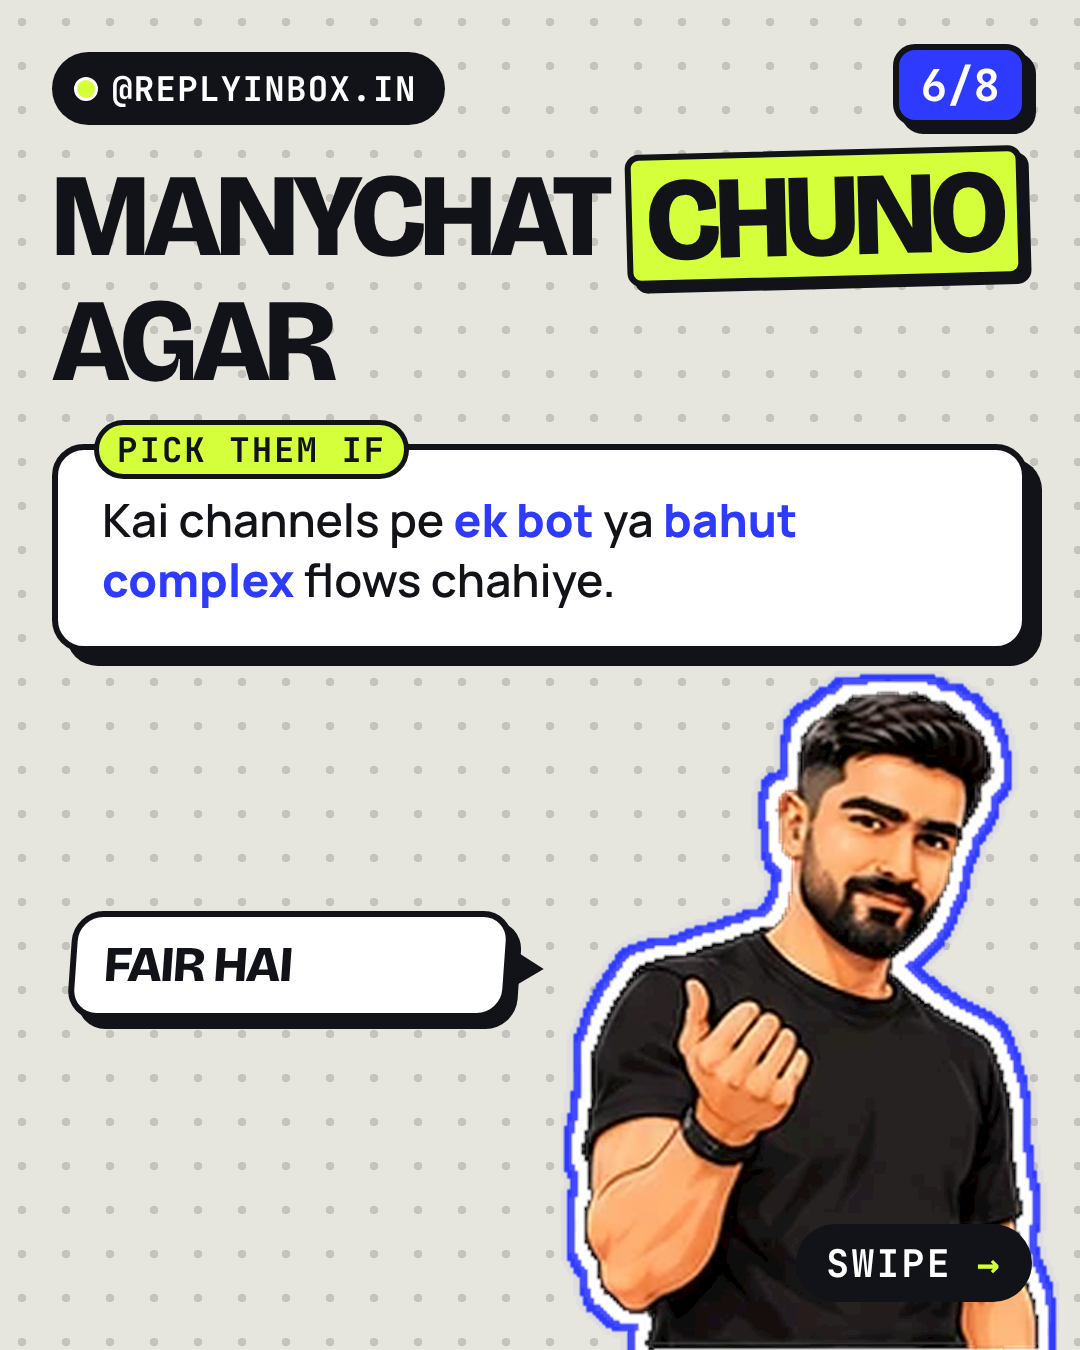 @REPLYINBOX.IN
6/8
MANYCHAT CHUNO
AGAR
PICK THEM IF
Kai channels pe ek bot ya bahut
complex flows chahiye.
FAIR HAI
SWIPE →